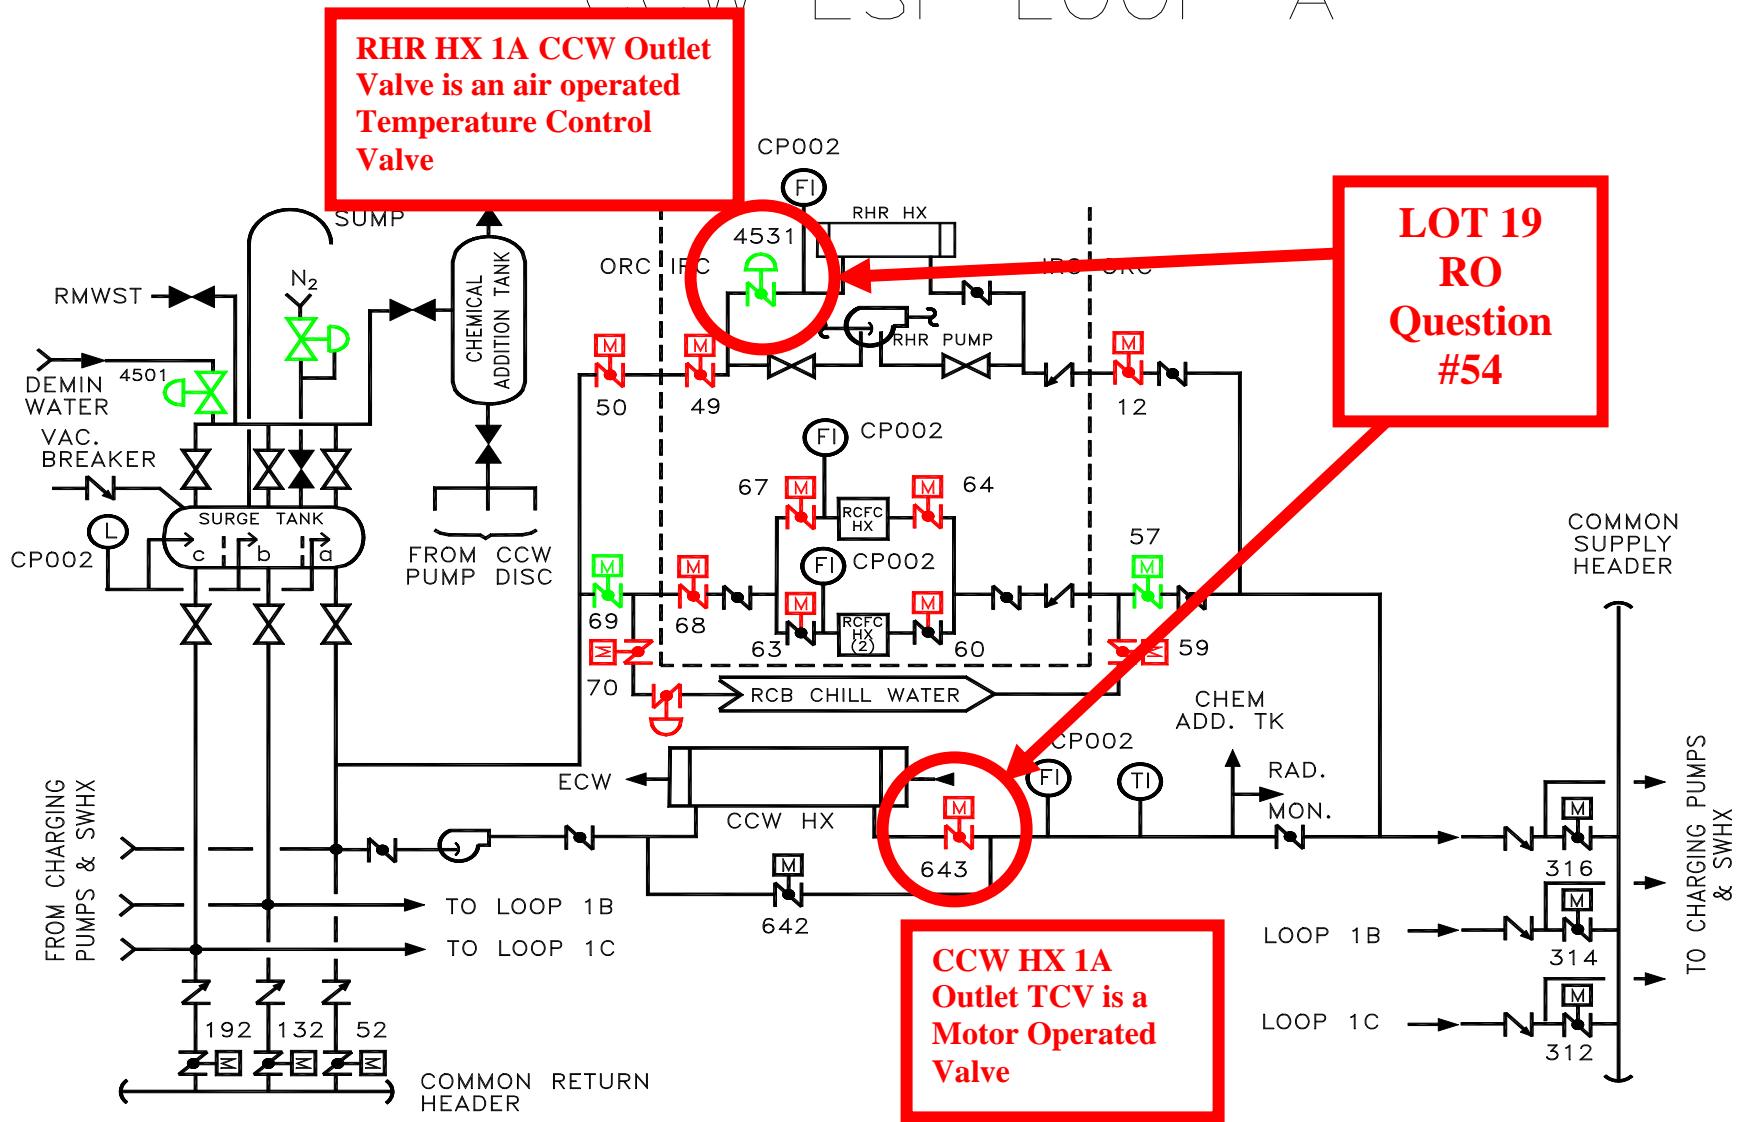 CCW ESF LOOP A
RHR HX 1A CCW Outlet
Valve is an air operated
Temperature Control
Valve
CP002
FI
SUMP
RHR HX
4531
ORC IRC
IRC ORC
LOT 19
RO
Question
#54
N2
RMWST
CHEMICAL
ADDITION TANK
RHR PUMP
DEMIN
WATER
4501
M
M
M
50
49
12
VAC.
BREAKER
FI
CP002
67
M
M
64
SURGE TANK
L
CP002
c
b
a
RCFC
HX
FROM CCW
PUMP DISC
FI
CP002
57
M
COMMON
SUPPLY
HEADER
M
M
69
68
M
M
63
RCFC
HX
(2)
60
M
M
59
70
RCB CHILL WATER
CHEM
ADD. TK
CP002
ECW
FI
TI
RAD.
MON.
CCW HX
M
643
M
642
FROM CHARGING
PUMPS & SWHX
M
316
TO CHARGING PUMPS
& SWHX
TO LOOP 1B
TO LOOP 1C
LOOP 1B
M
314
LOOP 1C
M
312
CCW HX 1A
Outlet TCV is a
Motor Operated
Valve
192
132
52
M
M
M
COMMON RETURN
HEADER